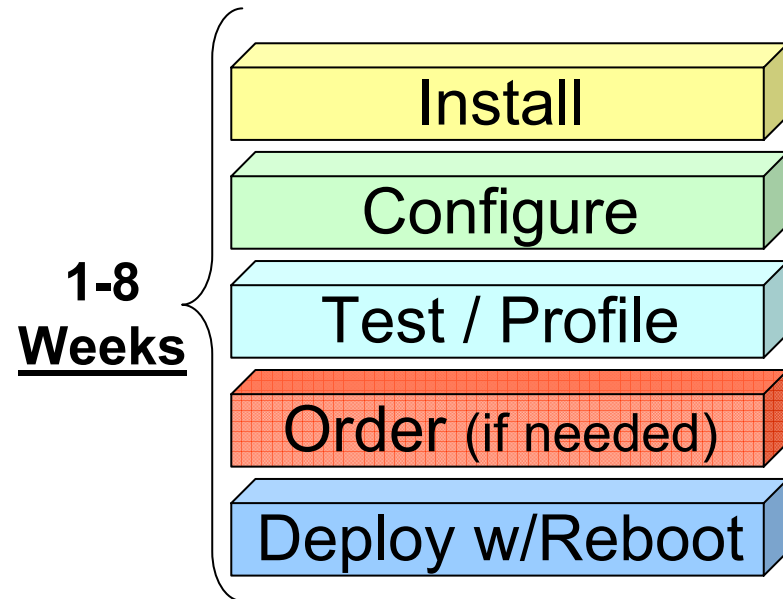 1-8
Weeks
Install
Configure
Test / Profile
Order (if needed)
Deploy w/Reboot